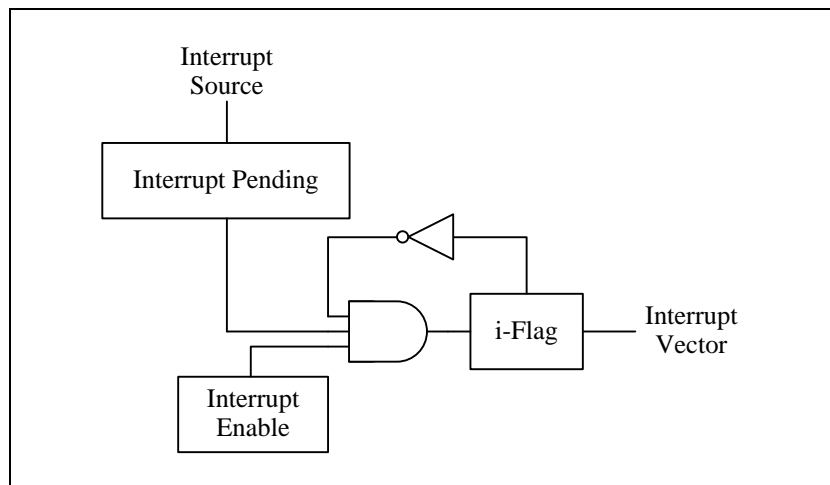 Interrupt
Source
Interrupt Pending
i-Flag
Interrupt
Vector
Interrupt
Enable